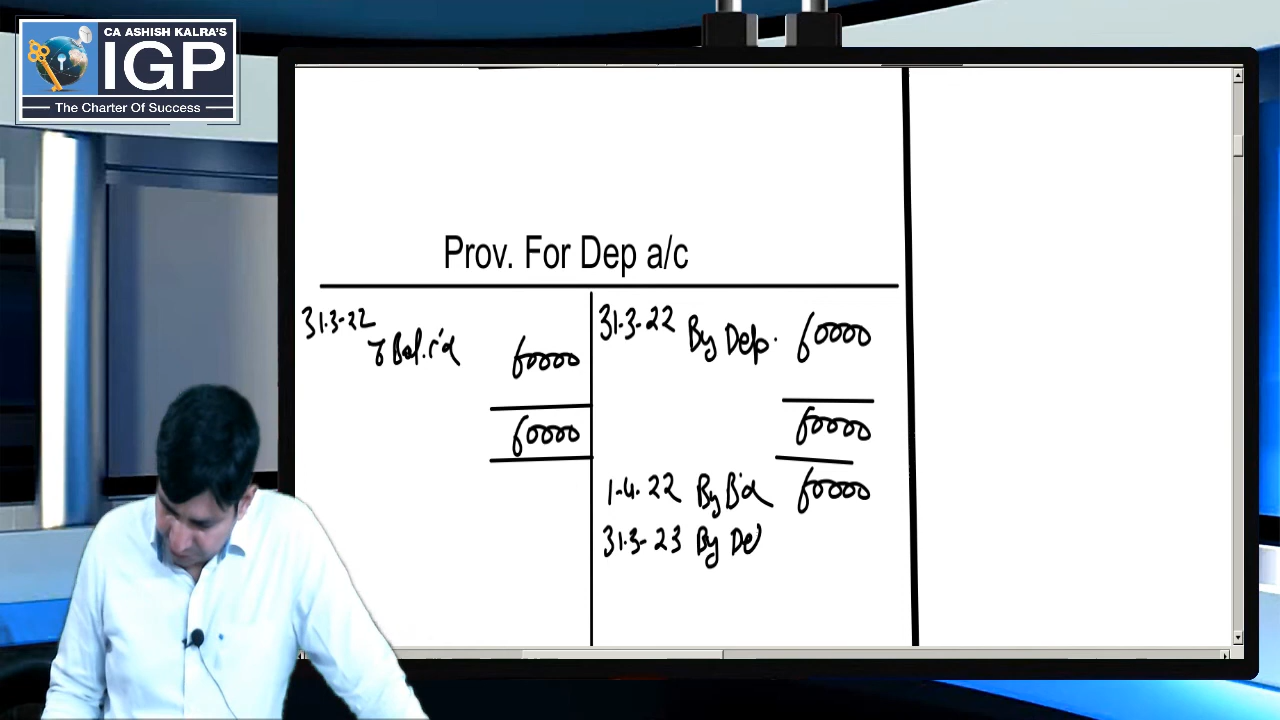 CA ASHISH KALRA'S
IGP
The Charter Of Success
Prov. For Dep a/c
31.3-22
To Bal. c/d 60000
60000
31.3-22 By Dep. 60000
60000
1.4.22 By B/d 60000
31.3-23 By De